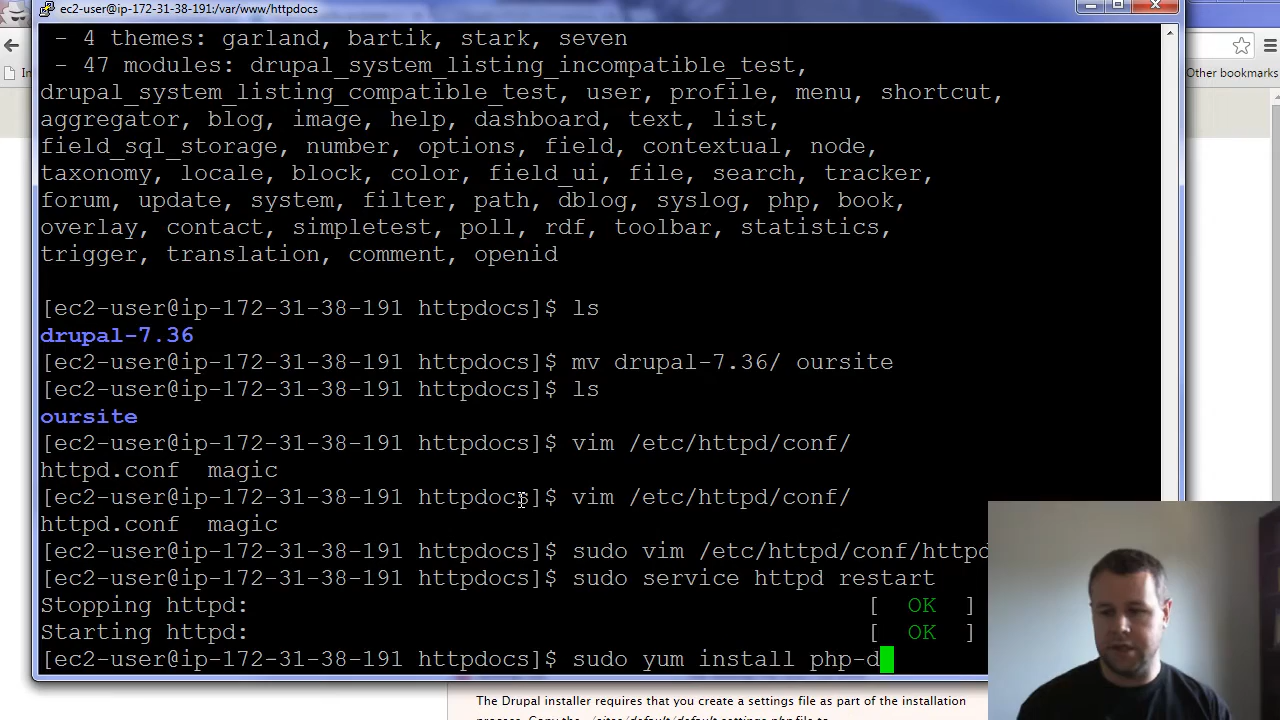 ec2-user@ip-172-31-38-191:/var/www/httpdocs
- 4 themes: garland, bartik, stark, seven
- 47 modules: drupal_system_listing_incompatible_test,
drupal_system_listing_compatible_test, user, profile, menu, shortcut,
aggregator, blog, image, help, dashboard, text, list,
field_sql_storage, number, options, field, contextual, node,
taxonomy, locale, block, color, field_ui, file, search, tracker,
forum, update, system, filter, path, dblog, syslog, php, book,
overlay, contact, simpletest, poll, rdf, toolbar, statistics,
trigger, translation, comment, openid
[ec2-user@ip-172-31-38-191 httpdocs]$ ls
drupal-7.36
[ec2-user@ip-172-31-38-191 httpdocs]$ mv drupal-7.36/ oursite
[ec2-user@ip-172-31-38-191 httpdocs]$ ls
oursite
[ec2-user@ip-172-31-38-191 httpdocs]$ vim /etc/httpd/conf/
httpd.conf magic
[ec2-user@ip-172-31-38-191 httpdocs]$ vim /etc/httpd/conf/
httpd.conf magic
[ec2-user@ip-172-31-38-191 httpdocs]$ sudo vim /etc/httpd/conf/httpd
[ec2-user@ip-172-31-38-191 httpdocs]$ sudo service httpd restart
Stopping httpd: [ OK ]
Starting httpd: [ OK ]
[ec2-user@ip-172-31-38-191 httpdocs]$ sudo yum install php-d
Other bookmarks
The Drupal installer requires that you create a settings file as part of the installation